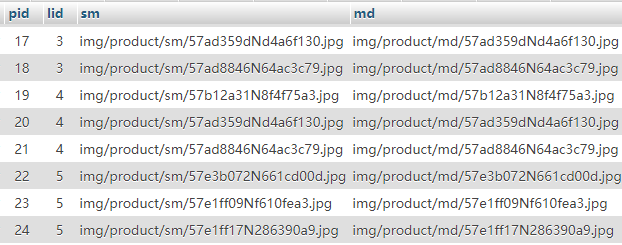 pid lid sm md
17 3 img/product/sm/57ad359dNd4a6f130.jpg img/product/md/57ad359dNd4a6f130.jpg
18 3 img/product/sm/57ad8846N64ac3c79.jpg img/product/md/57ad8846N64ac3c79.jpg
19 4 img/product/sm/57b12a31N8f4f75a3.jpg img/product/md/57b12a31N8f4f75a3.jpg
20 4 img/product/sm/57ad359dNd4a6f130.jpg img/product/md/57ad359dNd4a6f130.jpg
21 4 img/product/sm/57ad8846N64ac3c79.jpg img/product/md/57ad8846N64ac3c79.jpg
22 5 img/product/sm/57e3b072N661cd00d.jpg img/product/md/57e3b072N661cd00d.jpg
23 5 img/product/sm/57e1ff09Nf610fea3.jpg img/product/md/57e1ff09Nf610fea3.jpg
24 5 img/product/sm/57e1ff17N286390a9.jpg img/product/md/57e1ff17N286390a9.jpg